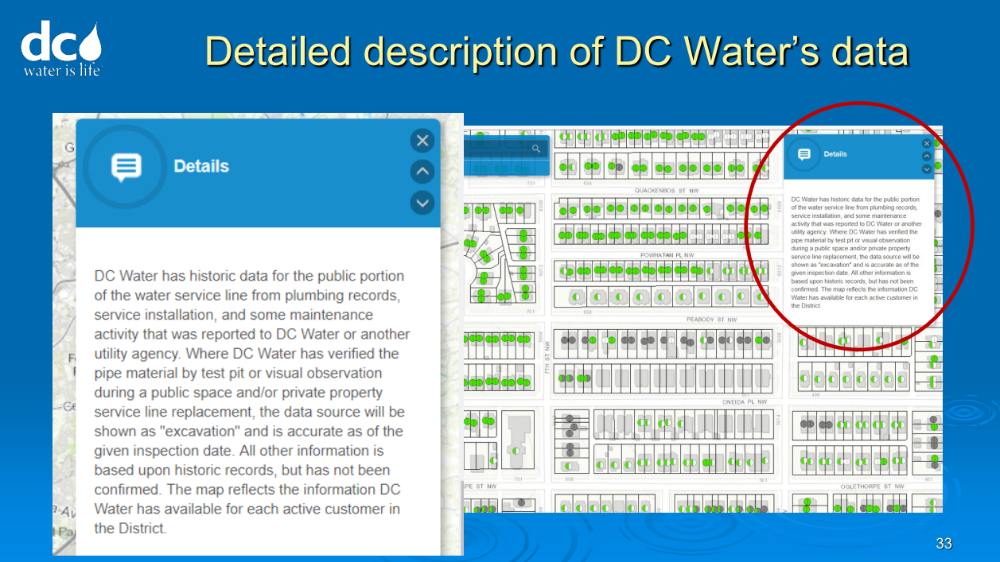 dc
water is life
Detailed description of DC Water's data
Details
DC Water has historic data for the public portion
of the water service line from plumbing records,
service installation, and some maintenance
activity that was reported to DC Water or another
utility agency. Where DC Water has verified the
pipe material by test pit or visual observation
during a public space and/or private property
service line replacement, the data source will be
shown as "excavation" and is accurate as of the
given inspection date. All other information is
based upon historic records, but has not been
confirmed. The map reflects the information DC
Water has available for each active customer in
the District.
Details
DC Water has historic data for the public portion
of the water service line from plumbing records,
service installation, and some maintenance
activity that was reported to DC Water or another
utility agency. Where DC Water has verified the
pipe material by test pit or visual observation
during a public space and/or private property
service line replacement, the data source will be
shown as "excavation" and is accurate as of the
given inspection date. All other information is
based upon historic records, but has not been
confirmed. The map reflects the information DC
Water has available for each active customer in
the District.
701
698
QUACKENBOS ST NW
POWHATAN PL NW
701
698
PEABODY ST NW
7TH ST NW
498
501
ONEIDA PL NW
701
698
501
401
RPE ST NW
OGLETHORPE ST NW
33